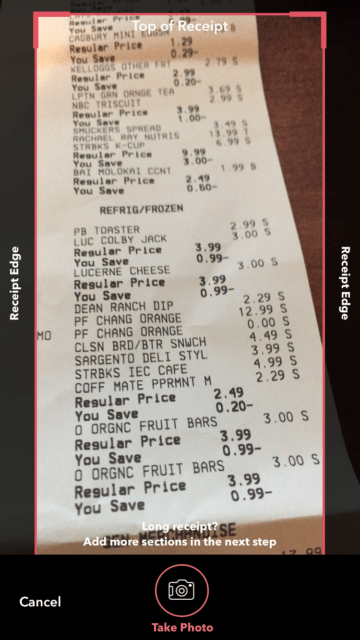 Top of Receipt
You Save
CADBURY MINI
Regular Price 1.29
You Save 0.29-
KELLOGGS OTHER FRT 2.79 S
Regular Price 2.99
You Save 0.20-
LPTN GRN ORNGE TEA 3.69 S
NBC TRISCUIT 2.99 S
Regular Price 3.99
You Save 1.00-
SMUCKERS SPREAD 3.49 S
RACHAEL RAY NUTRIS 13.99 T
STRBKS K-CUP 6.99 S
Regular Price 9.99
You Save 3.00-
BAI MOLOKAI CCNT 1.99 B
Regular Price 2.49
You Save 0.50-
REFRIG/FROZEN
PB TOASTER 2.99 S
LUC COLBY JACK 3.00 S
Regular Price 3.99
You Save 0.99-
LUCERNE CHEESE 3.00 S
Regular Price 3.99
You Save 0.99-
DEAN RANCH DIP 2.29 S
PF CHANG ORANGE 12.99 S
MO PF CHANG ORANGE 0.00 S
CLSN BRD/BTR SNWCH 4.49 S
SARGENTO DELI STYL 3.99 S
STRBKS IEC CAFE 4.99 S
COFF MATE PPRMNT M 2.29 S
Regular Price 2.49
You Save 0.20-
O ORGNC FRUIT BARS 3.00 S
Regular Price 3.99
You Save 0.99-
O ORGNC FRUIT BARS 3.00 S
Regular Price 3.99
You Save 0.99-
GEN MERCHANDISE
Receipt Edge
Receipt Edge
Long receipt?
Add more sections in the next step
Cancel
Take Photo